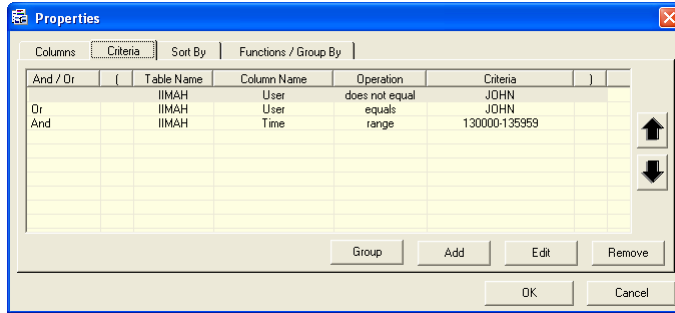 Properties
Columns Criteria Sort By Functions / Group By
And / Or ( Table Name Column Name Operation Criteria )
IIMAH User does not equal JOHN
Or IIMAH User equals JOHN
And IIMAH Time range 130000-135959
Group Add Edit Remove
OK Cancel